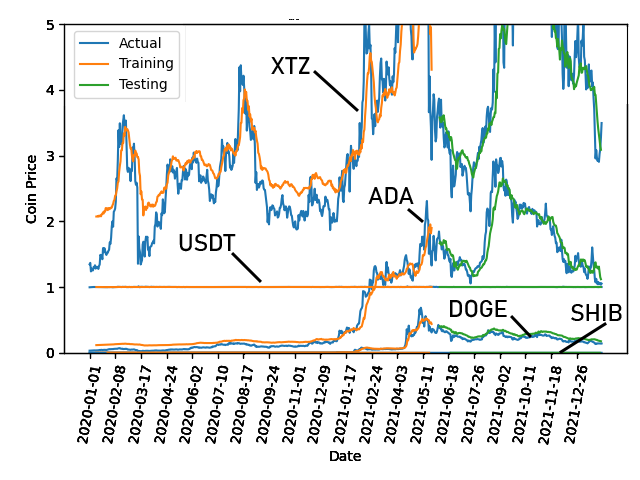 5
4
3
2
1
0
Coin Price
Actual
Training
Testing
XTZ
ADA
USDT
DOGE
SHIB
2020-01-01
2020-02-08
2020-03-17
2020-04-24
2020-06-02
2020-07-10
2020-08-17
2020-09-24
2020-11-01
2020-12-09
2021-01-17
2021-02-24
2021-04-03
2021-05-11
2021-06-18
2021-07-26
2021-09-02
2021-10-11
2021-11-18
2021-12-26
Date